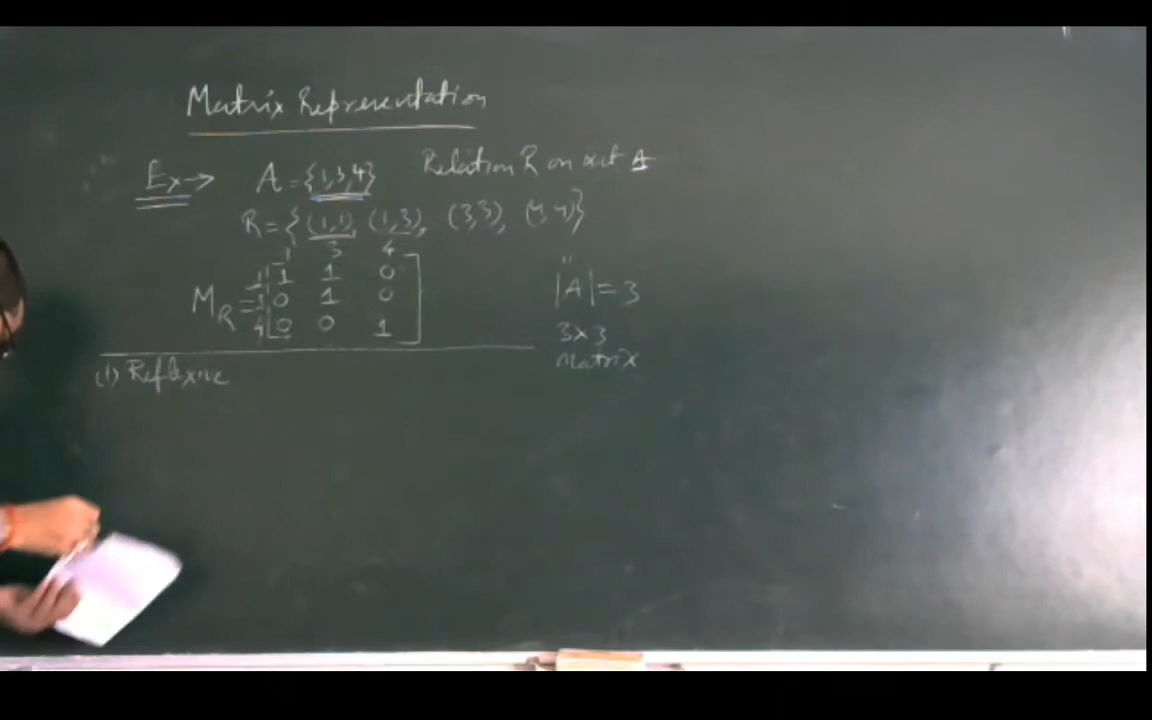 Matrix Representation
Ex→ A = {1,3,4} Relation R on set A
R = { (1,1), (1,3), (3,3), (4,4)}
1 3 4
1 1 1 0
M_R = 3 0 1 0
4 0 0 1
|A| = 3
3×3
Matrix
(1) Reflexive